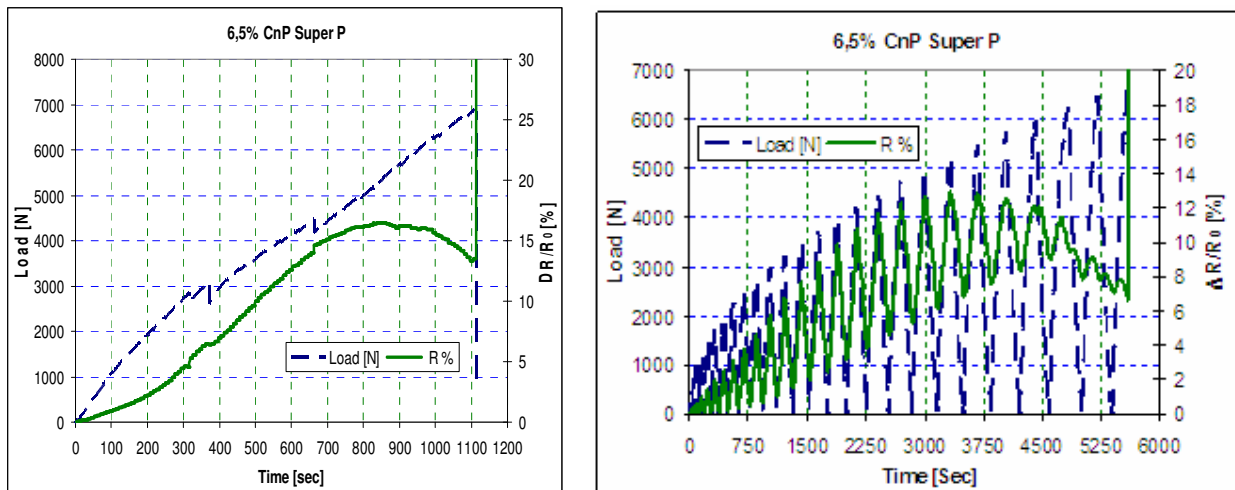 6,5% CnP Super P
8000
7000
6000
5000
4000
3000
2000
1000
0
Load [N]
30
25
20
15
10
5
0
DR/R0 [%]
Load [N]
R %
0 100 200 300 400 500 600 700 800 900 1000 1100 1200
Time [sec]
6,5% CnP Super P
7000
6000
5000
4000
3000
2000
1000
0
Load [N]
20
18
16
14
12
10
8
6
4
2
0
Δ R/R0 [%]
Load [N]
R %
0 750 1500 2250 3000 3750 4500 5250 6000
Time [Sec]